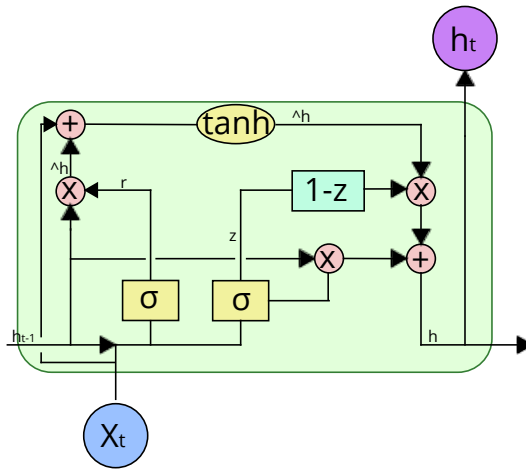 ht
+
tanh
^h
^h
x
r
1-z
x
z
x
+
σ
σ
ht-1
h
Xt